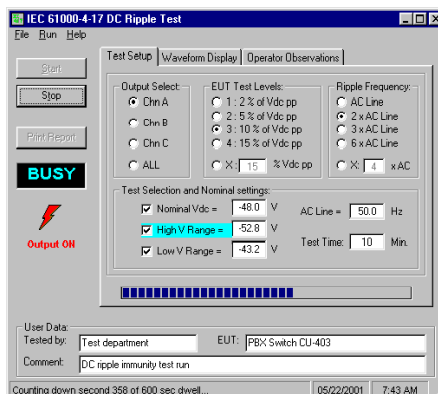 IEC 61000-4-17 DC Ripple Test
File Run Help
Start
Stop
Print Report
BUSY
Output ON
Test Setup Waveform Display Operator Observations
Output Select:
Chn A
Chn B
Chn C
ALL
EUT Test Levels:
1 : 2 % of Vdc pp
2 : 5 % of Vdc pp
3 : 10 % of Vdc pp
4 : 15 % of Vdc pp
X : 15 % Vdc pp
Ripple Frequency:
AC Line
2 x AC Line
3 x AC Line
6 x AC Line
X: 4 x AC
Test Selection and Nominal settings:
Nominal Vdc = -48.0 V
High V Range = -52.8 V
Low V Range = -43.2 V
AC Line = 50.0 Hz
Test Time: 10 Min.
User Data:
Tested by: Test department
EUT: PBX Switch CU-403
Comment: DC ripple immunity test run
Counting down second 358 of 600 sec dwell...
05/22/2001
7:43 AM